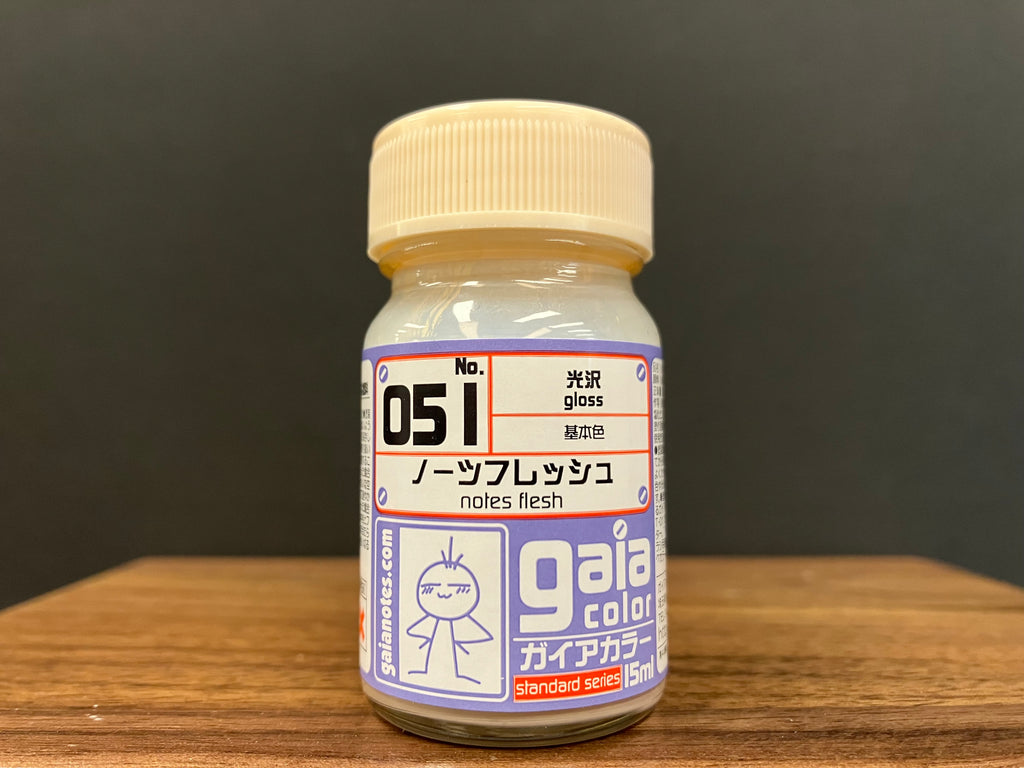 No.
051
光沢
gloss
基本色
ノーツフレッシュ
notes flesh
gaianotes.com
gaia
color
ガイアカラー
standard series
15ml